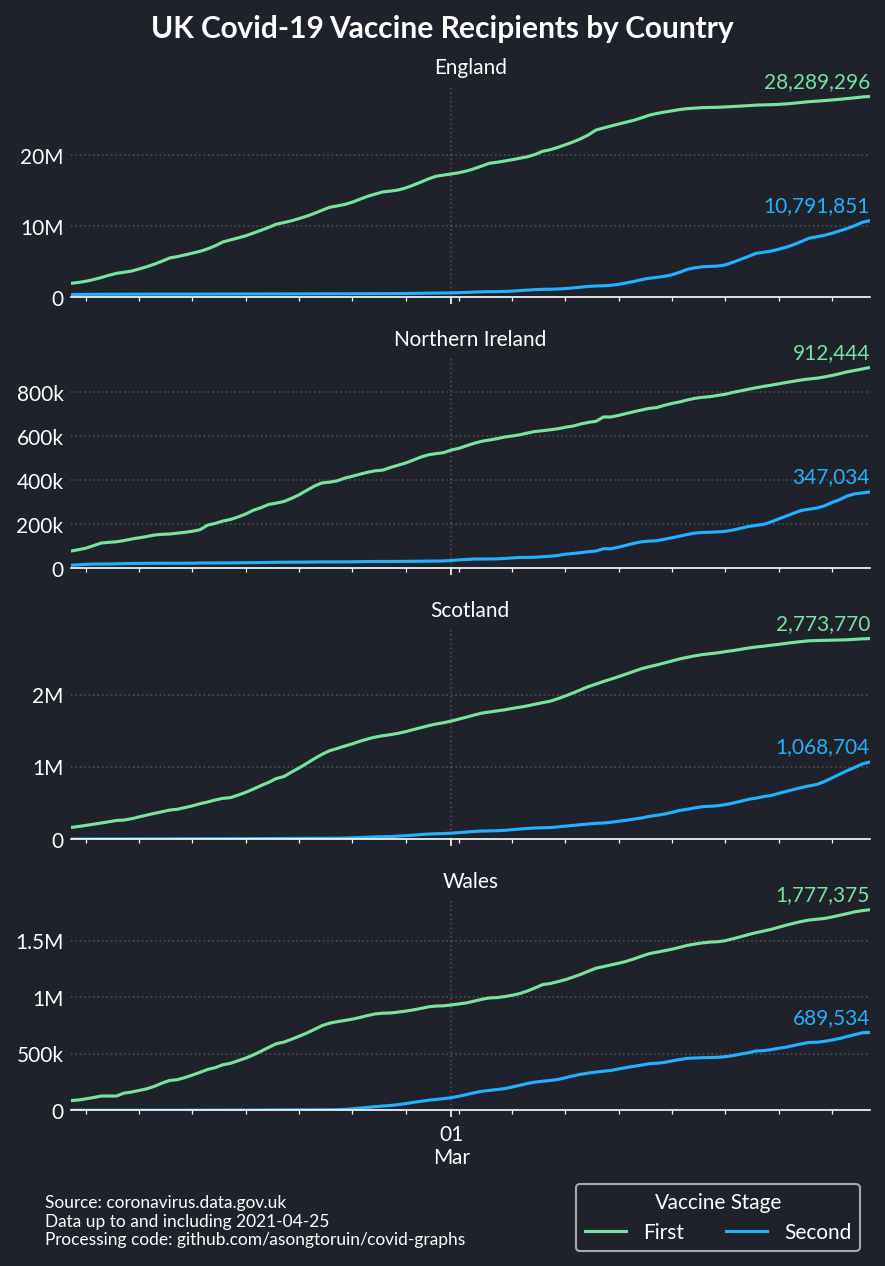 UK Covid-19 Vaccine Recipients by Country
England
28,289,296
20M
10,791,851
10M
0
Northern Ireland
912,444
800k
600k
400k
347,034
200k
0
Scotland
2,773,770
2M
1,068,704
1M
0
Wales
1,777,375
1.5M
1M
689,534
500k
0
01
Mar
Source: coronavirus.data.gov.uk
Data up to and including 2021-04-25
Processing code: github.com/asongtoruin/covid-graphs
Vaccine Stage
First Second